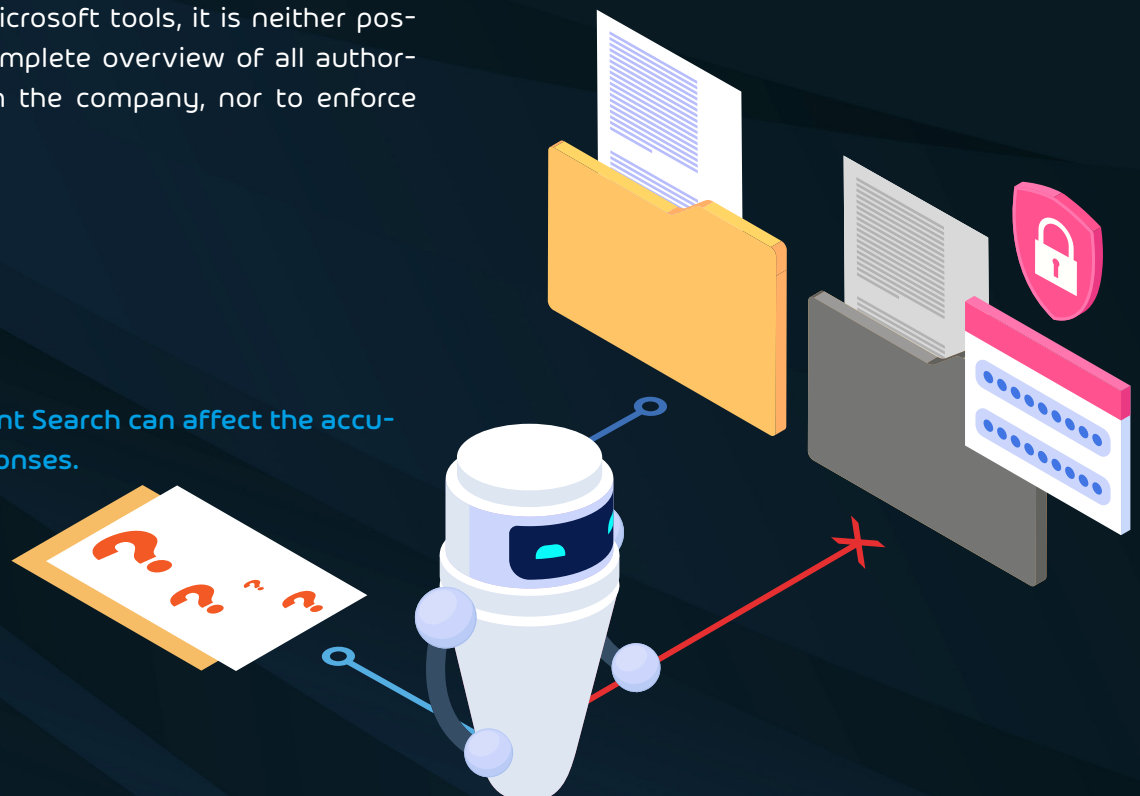 icrosoft tools, it is neither pos-
mplete overview of all author-
the company, nor to enforce
nt Search can affect the accu-
onses.